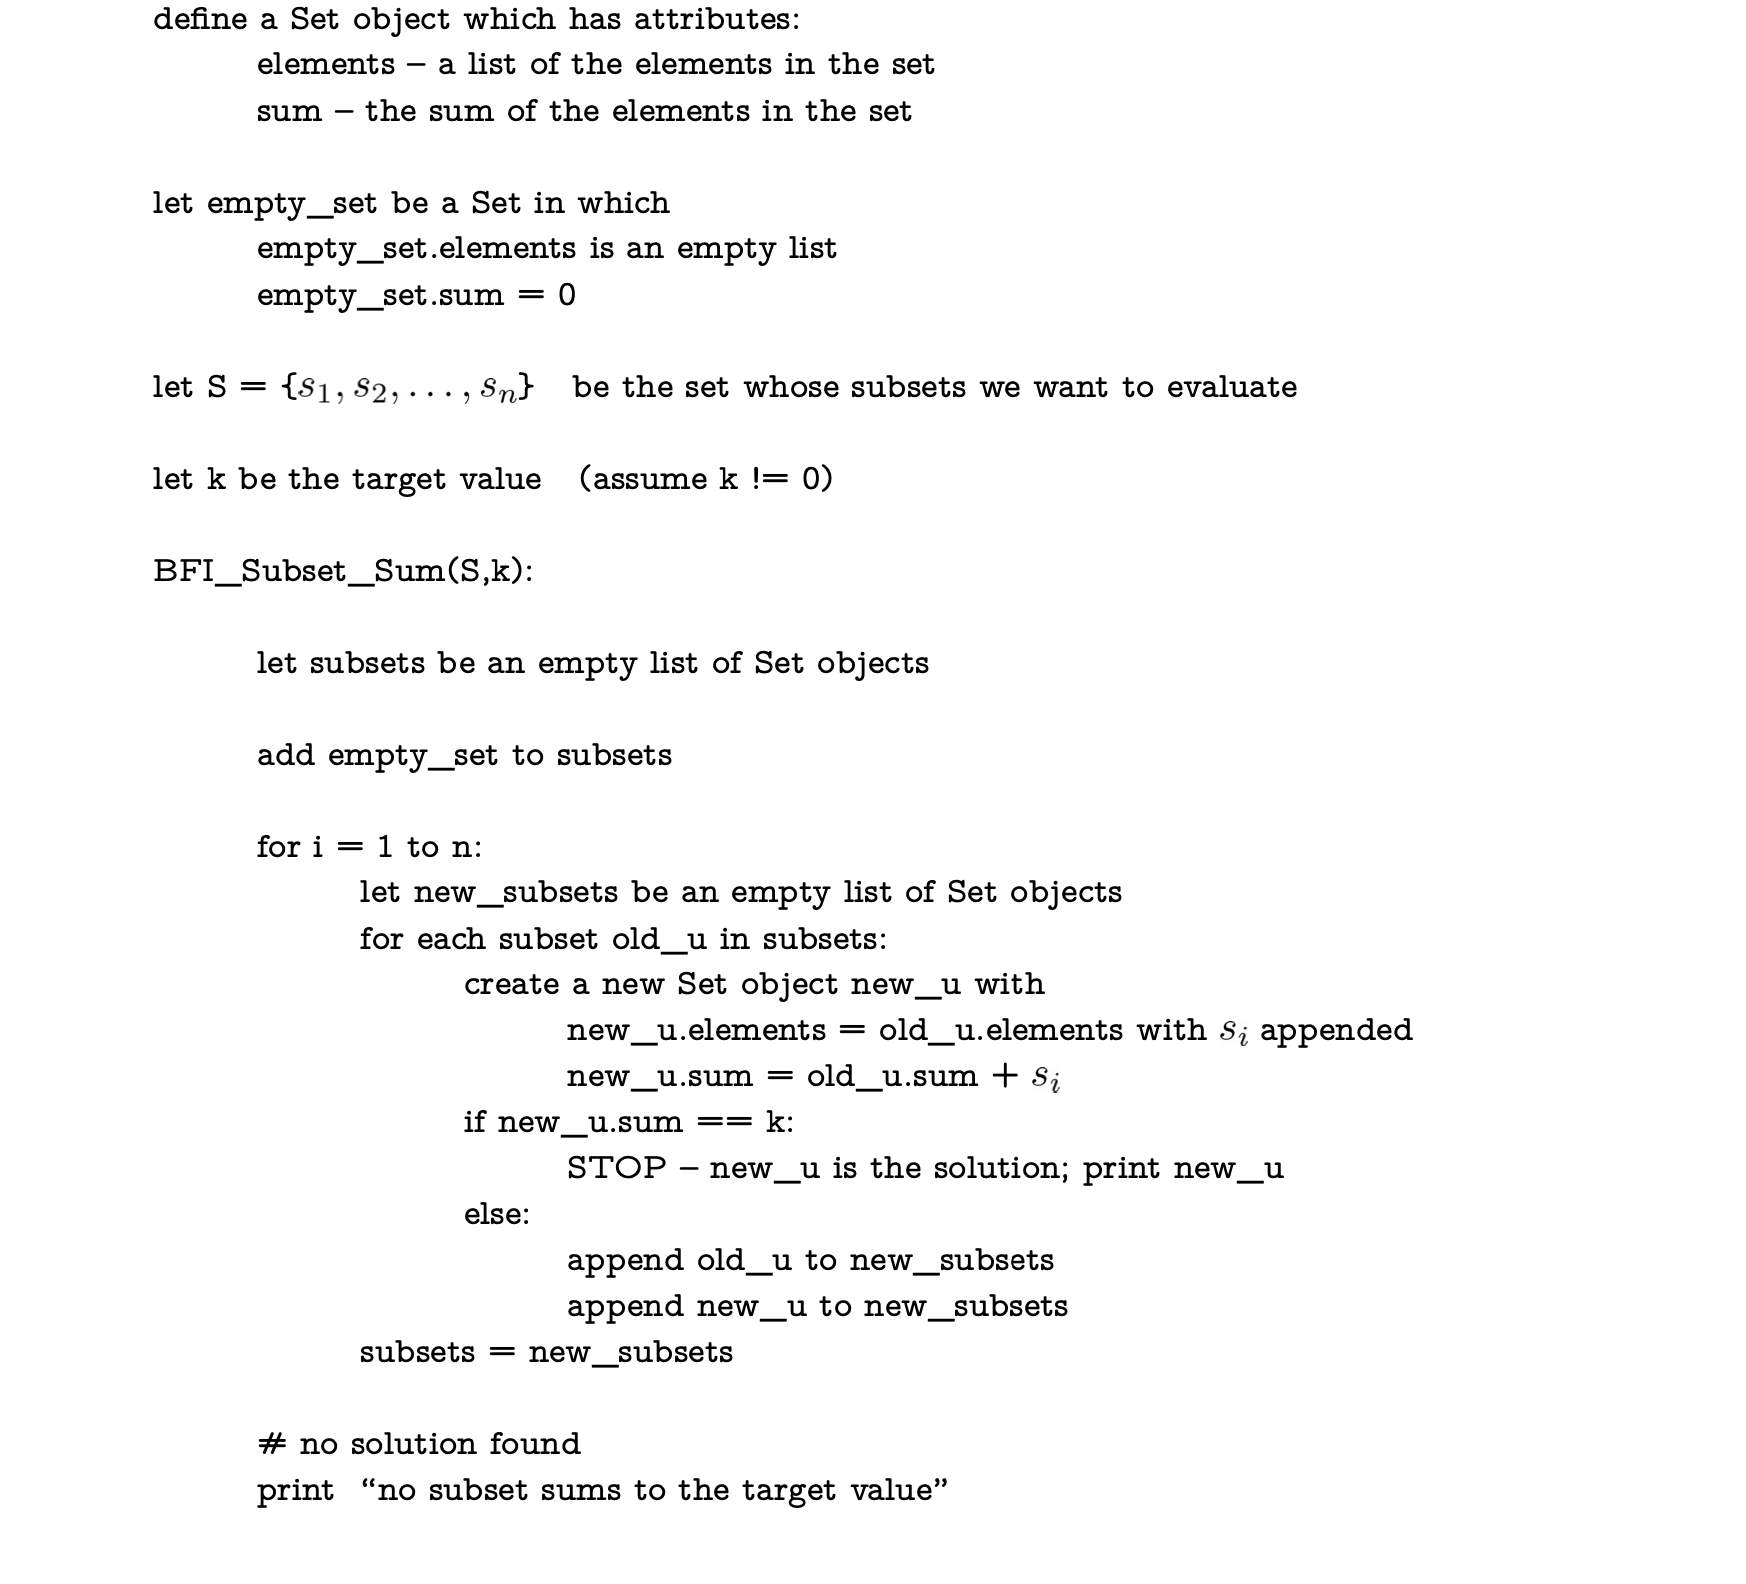 define a Set object which has attributes:
elements – a list of the elements in the set
sum – the sum of the elements in the set
let empty_set be a Set in which
empty_set.elements is an empty list
empty_set.sum = 0
let S = {s₁, s₂, . . . , sₙ} be the set whose subsets we want to evaluate
let k be the target value (assume k != 0)
BFI_Subset_Sum(S,k):
let subsets be an empty list of Set objects
add empty_set to subsets
for i = 1 to n:
let new_subsets be an empty list of Set objects
for each subset old_u in subsets:
create a new Set object new_u with
new_u.elements = old_u.elements with sᵢ appended
new_u.sum = old_u.sum + sᵢ
if new_u.sum == k:
STOP – new_u is the solution; print new_u
else:
append old_u to new_subsets
append new_u to new_subsets
subsets = new_subsets
# no solution found
print “no subset sums to the target value”